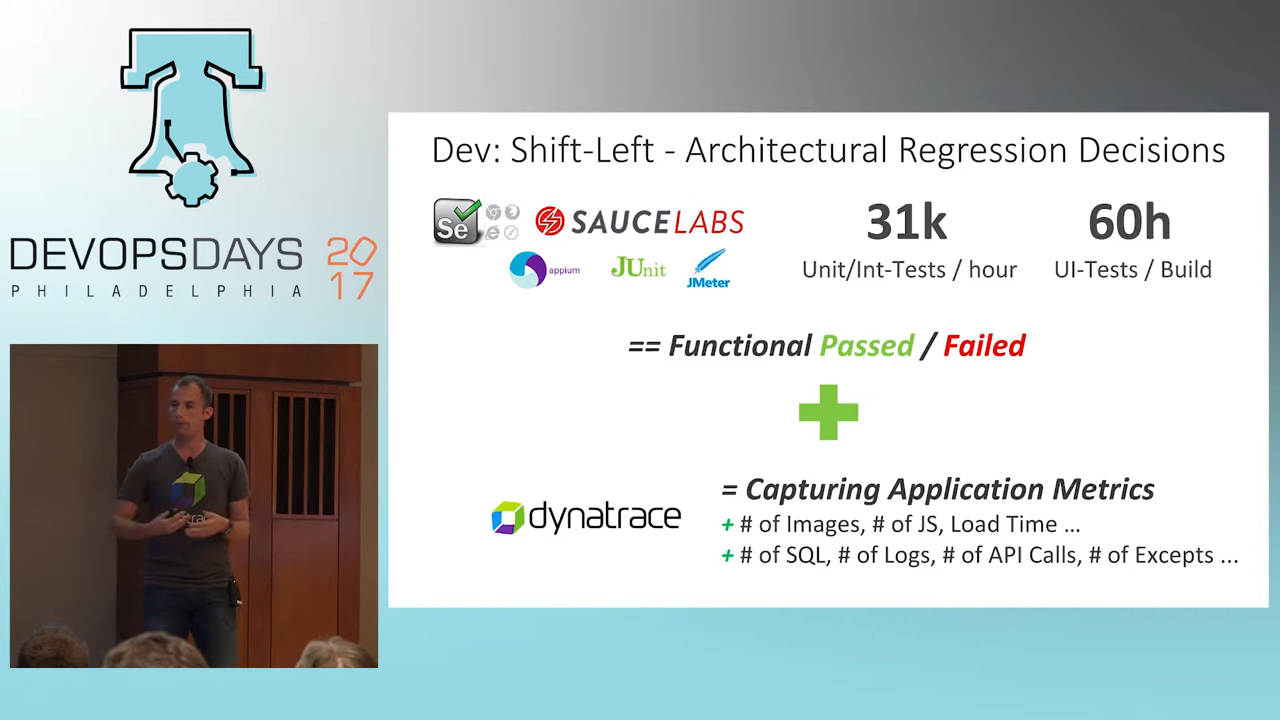 DEVOPSDAYS 2017
PHILADELPHIA
Dev: Shift-Left - Architectural Regression Decisions
Se
SAUCELABS
appium
JUnit
JMeter
31k
Unit/Int-Tests / hour
60h
UI-Tests / Build
== Functional Passed / Failed
dynatrace
= Capturing Application Metrics
+ # of Images, # of JS, Load Time ...
+ # of SQL, # of Logs, # of API Calls, # of Excepts ...